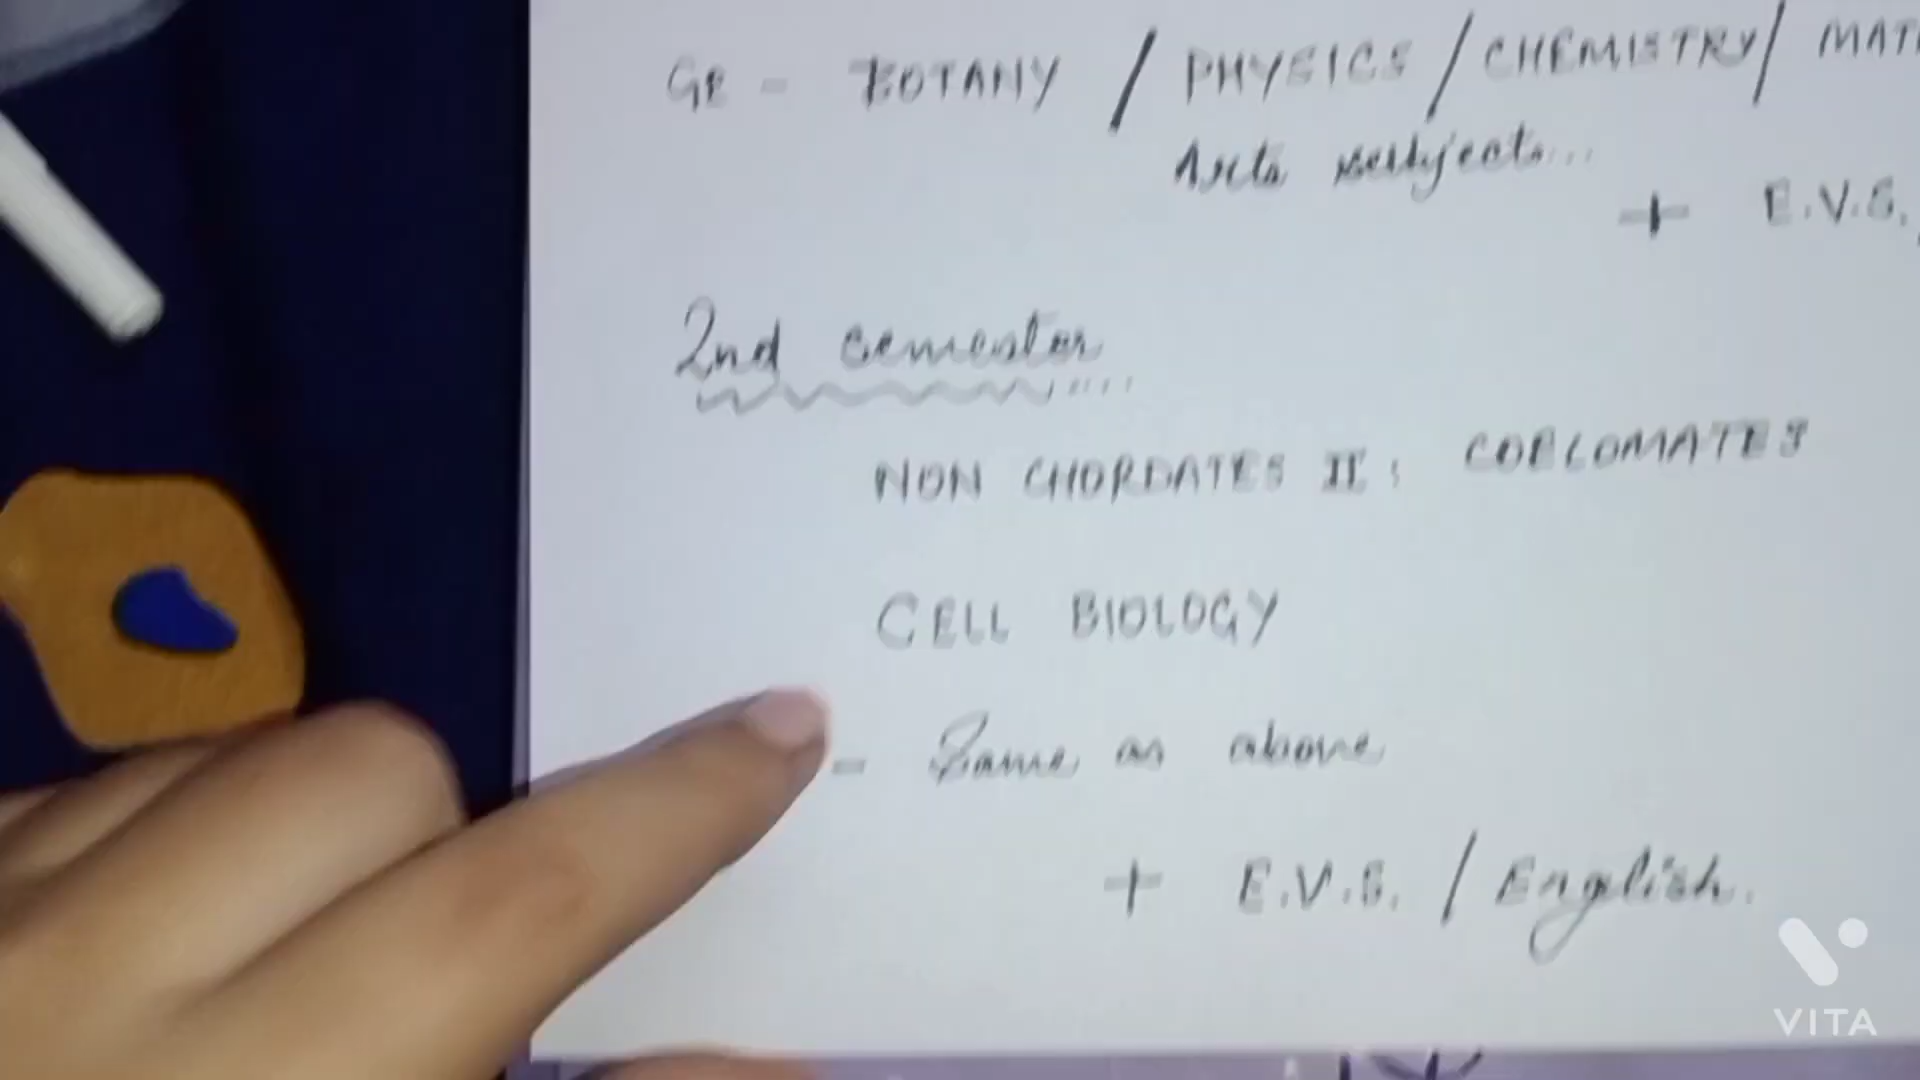 GE - BOTANY / PHYSICS / CHEMISTRY / MAT
Arts subjects...
+ E.V.S.
2nd semester
NON CHORDATES II: COELOMATES
CELL BIOLOGY
- Same as above
+ E.V.S. / English.
VITA